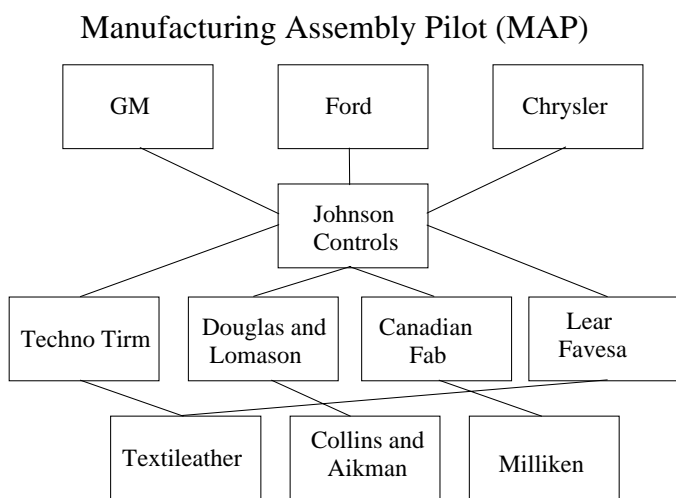 Manufacturing Assembly Pilot (MAP)
GM
Ford
Chrysler
Johnson
Controls
Techno Tirm
Douglas and
Lomason
Canadian
Fab
Lear
Favesa
Textileather
Collins and
Aikman
Milliken